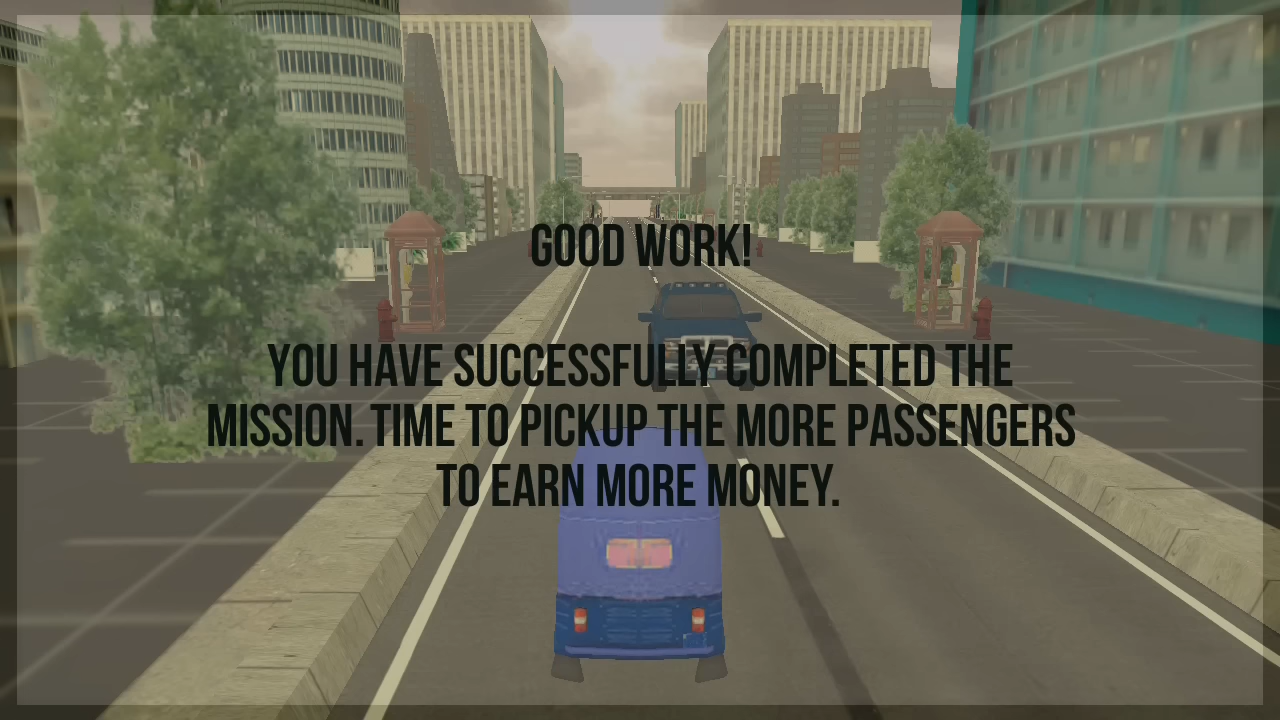 GOOD WORK!
YOU HAVE SUCCESSFULLY COMPLETED THE
MISSION. TIME TO PICKUP THE MORE PASSENGERS
TO EARN MORE MONEY.